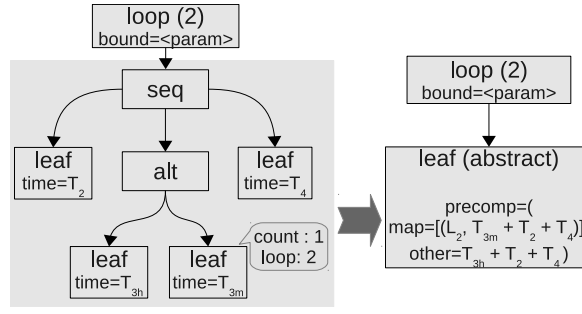 loop (2)
bound=<param>
seq
leaf
time=T₂
alt
leaf
time=T₄
leaf
time=T₃ₕ
leaf
time=T₃ₘ
count : 1
loop: 2
loop (2)
bound=<param>
leaf (abstract)
precomp=(
map=[(L₂, T₃ₘ + T₂ + T₄)]
other=T₃ₕ + T₂ + T₄)